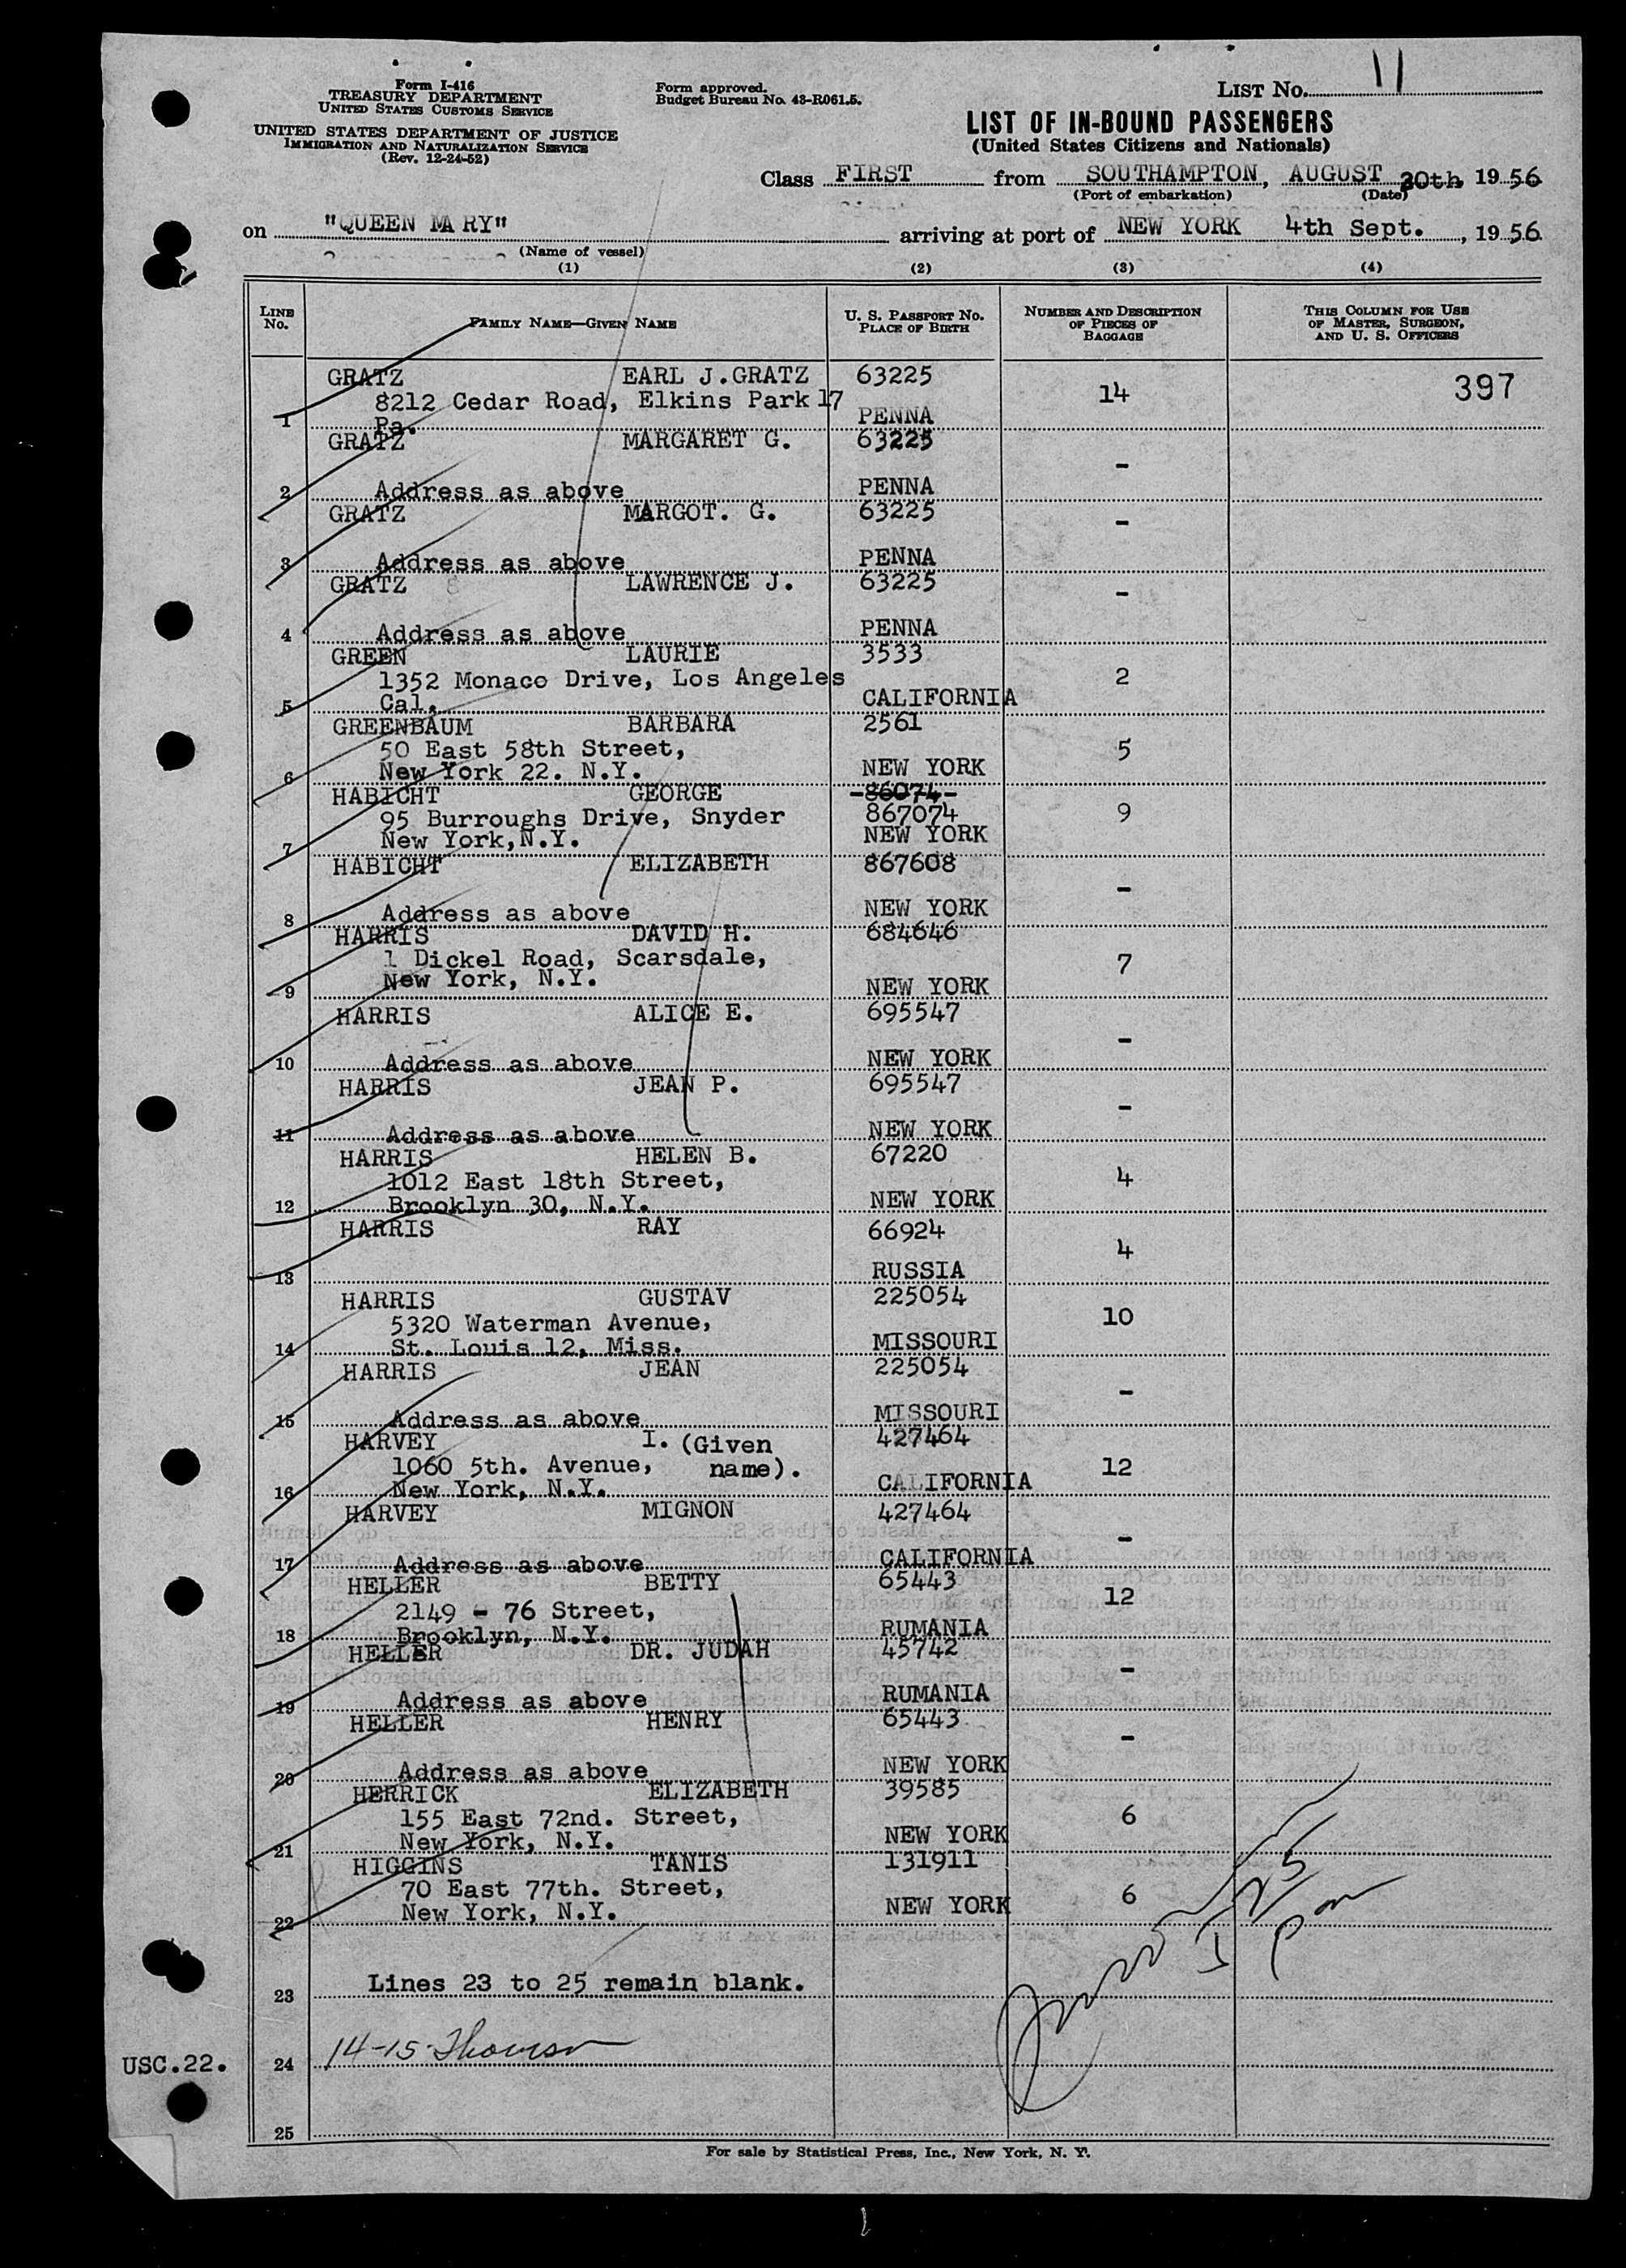 Form I-416
TREASURY DEPARTMENT
UNITED STATES CUSTOMS SERVICE
UNITED STATES DEPARTMENT OF JUSTICE
IMMIGRATION AND NATURALIZATION SERVICE
(Rev. 12-24-52)
Form approved.
Budget Bureau No. 43-R061.5.
LIST NO. 11
LIST OF IN-BOUND PASSENGERS
(United States Citizens and Nationals)
Class FIRST from SOUTHAMPTON, AUGUST 30th, 1956
(Port of embarkation) (Date)
on "QUEEN MARY" arriving at port of NEW YORK 4th Sept., 1956
(Name of vessel)
(1) (2) (3) (4)
LINE NO. FAMILY NAME—GIVEN NAME U. S. PASSPORT NO. PLACE OF BIRTH NUMBER AND DESCRIPTION OF PIECES OF BAGGAGE THIS COLUMN FOR USE OF MASTER, SURGEON, AND U. S. OFFICERS
GRATZ EARL J.GRATZ 63225 14 397
8212 Cedar Road, Elkins Park 17
1 Pa. PENNA
GRATZ MARGARET G. 63225 -
2 Address as above PENNA
GRATZ MARGOT. G. 63225 -
3 Address as above PENNA
GRATZ LAWRENCE J. 63225 -
4 Address as above PENNA
GREEN LAURIE 3533
1352 Monaco Drive, Los Angeles 2
5 Cal. CALIFORNIA
GREENBAUM BARBARA 2561
50 East 58th Street, 5
6 New York 22. N.Y. NEW YORK
HABICHT GEORGE -86074-
95 Burroughs Drive, Snyder 867074 9
7 New York,N.Y. NEW YORK
HABICHT ELIZABETH 867608 -
8 Address as above NEW YORK
HARRIS DAVID H. 684646
1 Dickel Road, Scarsdale, 7
9 New York, N.Y. NEW YORK
HARRIS ALICE E. 695547 -
10 Address as above NEW YORK
HARRIS JEAN P. 695547 -
11 Address as above NEW YORK
HARRIS HELEN B. 67220
1012 East 18th Street, 4
12 Brooklyn 30, N.Y. NEW YORK
HARRIS RAY 66924 4
13 RUSSIA
HARRIS GUSTAV 225054
5320 Waterman Avenue, 10
14 St. Louis 12, Miss. MISSOURI
HARRIS JEAN 225054 -
15 Address as above MISSOURI
HARVEY I. (Given 427464
1060 5th. Avenue, name). 12
16 New York, N.Y. CALIFORNIA
HARVEY MIGNON 427464 -
17 Address as above CALIFORNIA
HELLER BETTY 65443 12
2149 - 76 Street,
18 Brooklyn, N.Y. RUMANIA
HELLER DR. JUDAH 45742 -
19 Address as above RUMANIA
HELLER HENRY 65443 -
20 Address as above NEW YORK
HERRICK ELIZABETH 39585
155 East 72nd. Street, 6
21 New York, N.Y. NEW YORK
HIGGINS TANIS 131911
70 East 77th. Street, 6
22 New York, N.Y. NEW YORK
23 Lines 23 to 25 remain blank.
USC.22. 24 14-15-Thomson
25
For sale by Statistical Press, Inc., New York, N. Y.